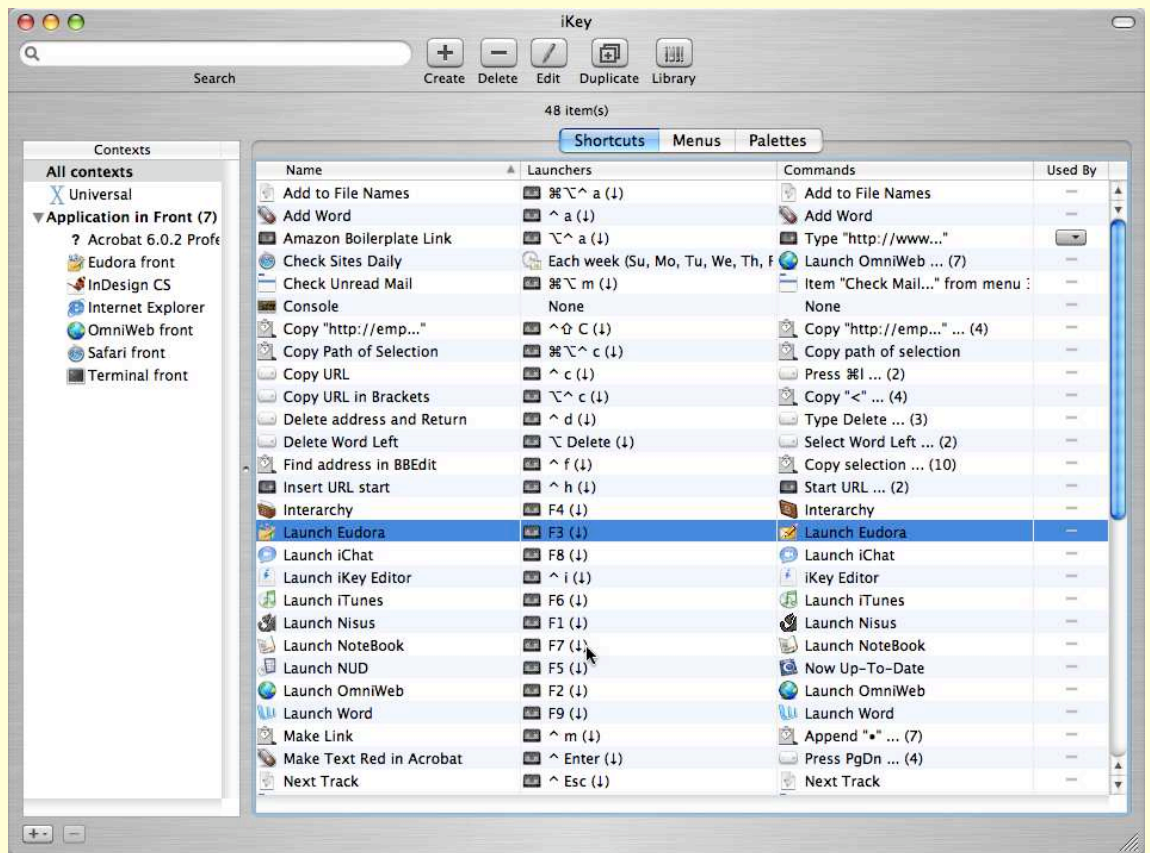 iKey
Search
Create Delete Edit Duplicate Library
48 item(s)
Shortcuts Menus Palettes
Contexts
All contexts
Universal
Application in Front (7)
? Acrobat 6.0.2 Profe
Eudora front
InDesign CS
Internet Explorer
OmniWeb front
Safari front
Terminal front
Name Launchers Commands Used By
Add to File Names ⌘⌥^ a (↓) Add to File Names
Add Word ^ a (↓) Add Word
Amazon Boilerplate Link ⌥^ a (↓) Type "http://www..."
Check Sites Daily Each week (Su, Mo, Tu, We, Th, F Launch OmniWeb ... (7)
Check Unread Mail ⌘⌥ m (↓) Item "Check Mail..." from menu
Console None None
Copy "http://emp..." ^⇧ C (↓) Copy "http://emp..." ... (4)
Copy Path of Selection ⌘⌥^ c (↓) Copy path of selection
Copy URL ^ c (↓) Press ⌘l ... (2)
Copy URL in Brackets ⌥^ c (↓) Copy "<" ... (4)
Delete address and Return ^ d (↓) Type Delete ... (3)
Delete Word Left ⌥ Delete (↓) Select Word Left ... (2)
Find address in BBEdit ^ f (↓) Copy selection ... (10)
Insert URL start ^ h (↓) Start URL ... (2)
Interarchy F4 (↓) Interarchy
Launch Eudora F3 (↓) Launch Eudora
Launch iChat F8 (↓) Launch iChat
Launch iKey Editor ^ i (↓) iKey Editor
Launch iTunes F6 (↓) Launch iTunes
Launch Nisus F1 (↓) Launch Nisus
Launch NoteBook F7 (↓) Launch NoteBook
Launch NUD F5 (↓) Now Up-To-Date
Launch OmniWeb F2 (↓) Launch OmniWeb
Launch Word F9 (↓) Launch Word
Make Link ^ m (↓) Append "•" ... (7)
Make Text Red in Acrobat ^ Enter (↓) Press PgDn ... (4)
Next Track ^ Esc (↓) Next Track